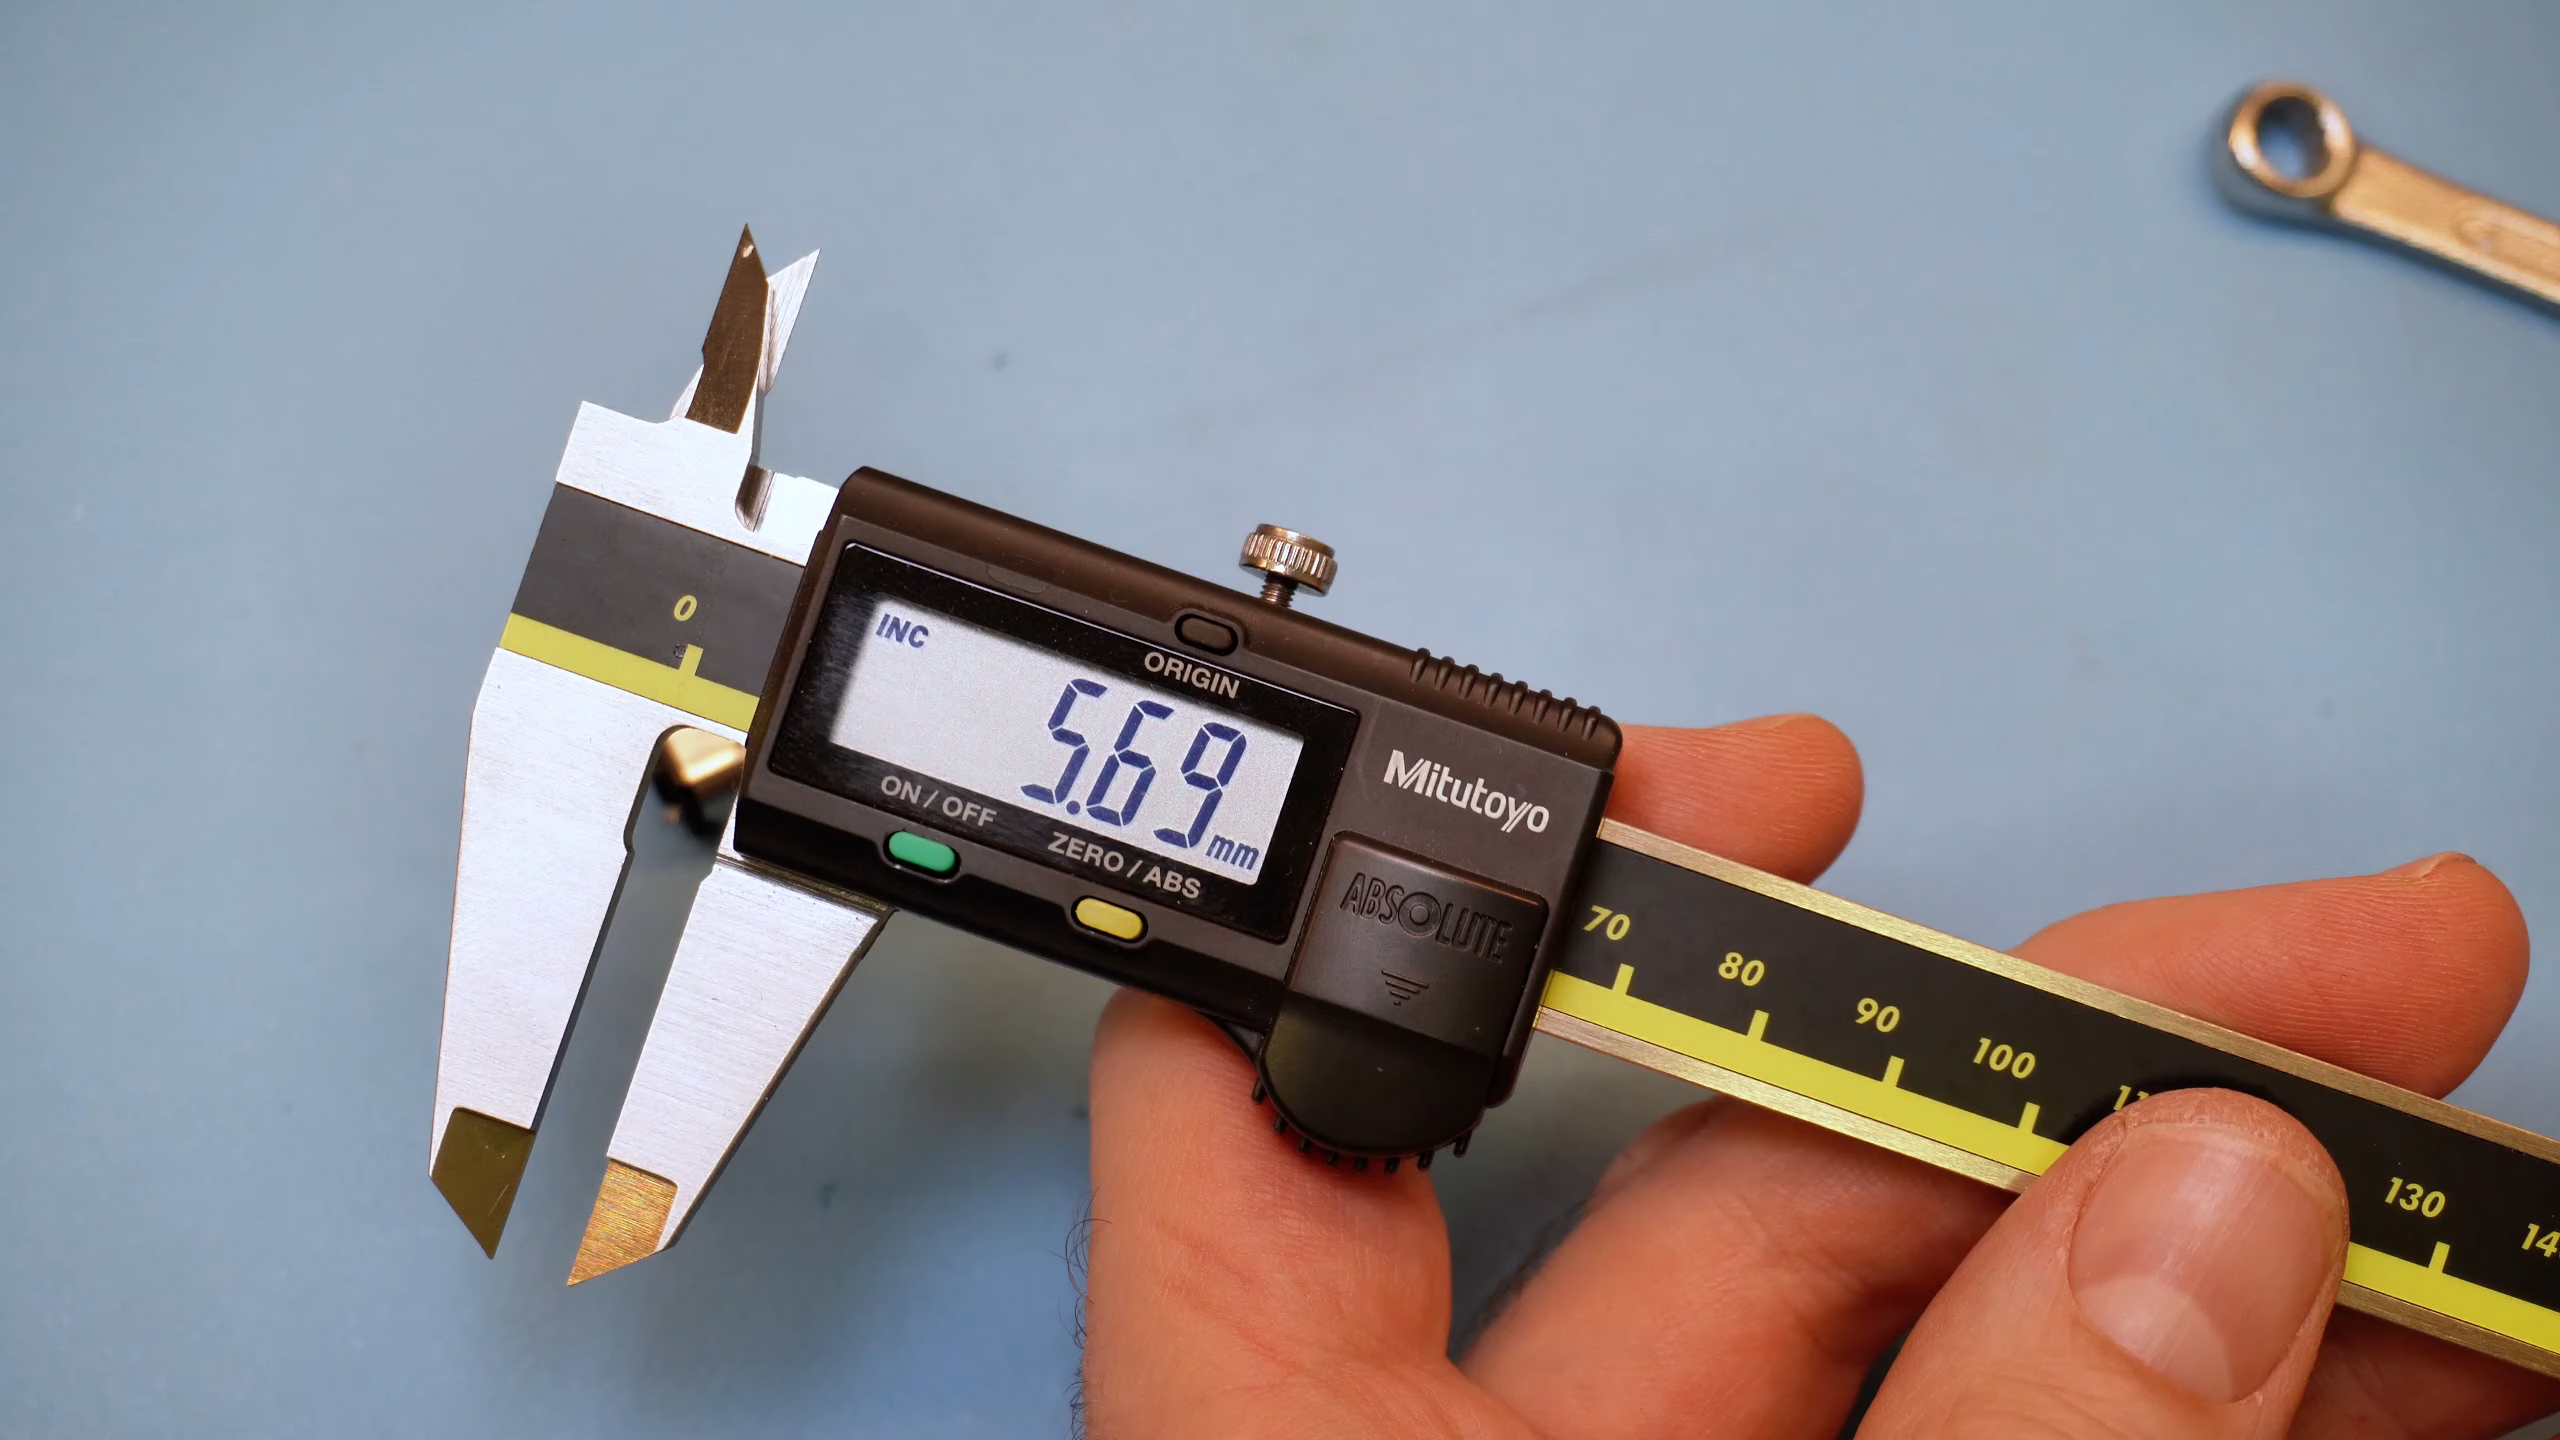 0
INC
ORIGIN
5.69 mm
ON / OFF
ZERO / ABS
Mitutoyo
ABSOLUTE
70 80 90 100 130